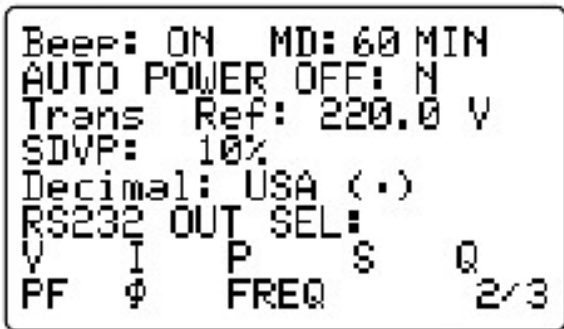 Beep: ON MD: 60 MIN
AUTO POWER OFF: N
Trans Ref: 220.0 V
SDVP: 10%
Decimal: USA (.)
RS232 OUT SEL:
V I P S Q
PF Φ FREQ 2/3